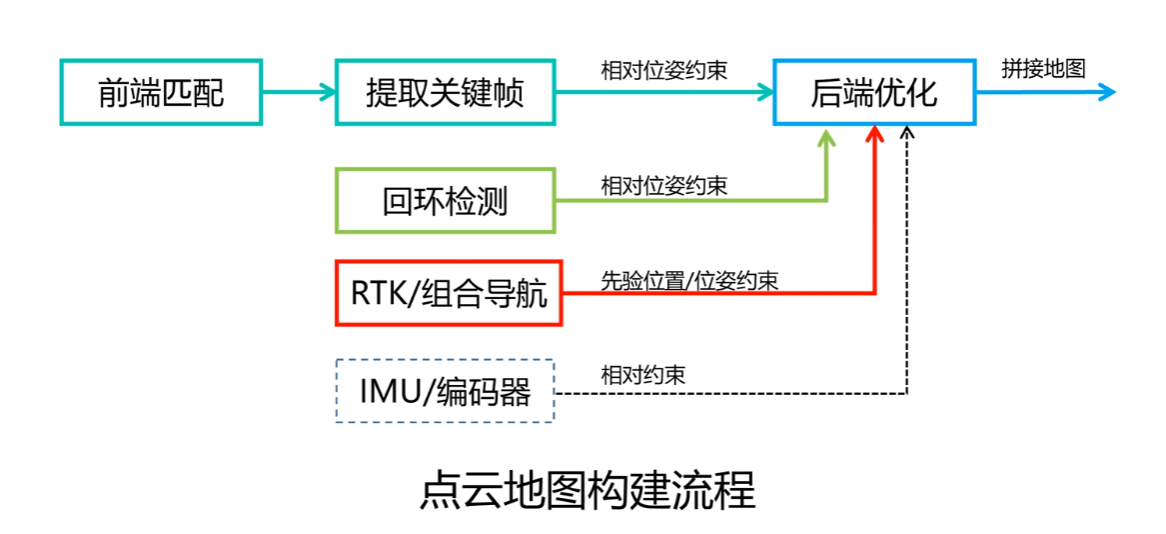 前端匹配
提取关键帧
相对位姿约束
后端优化
拼接地图
回环检测
相对位姿约束
RTK/组合导航
先验位置/位姿约束
IMU/编码器
相对约束
点云地图构建流程